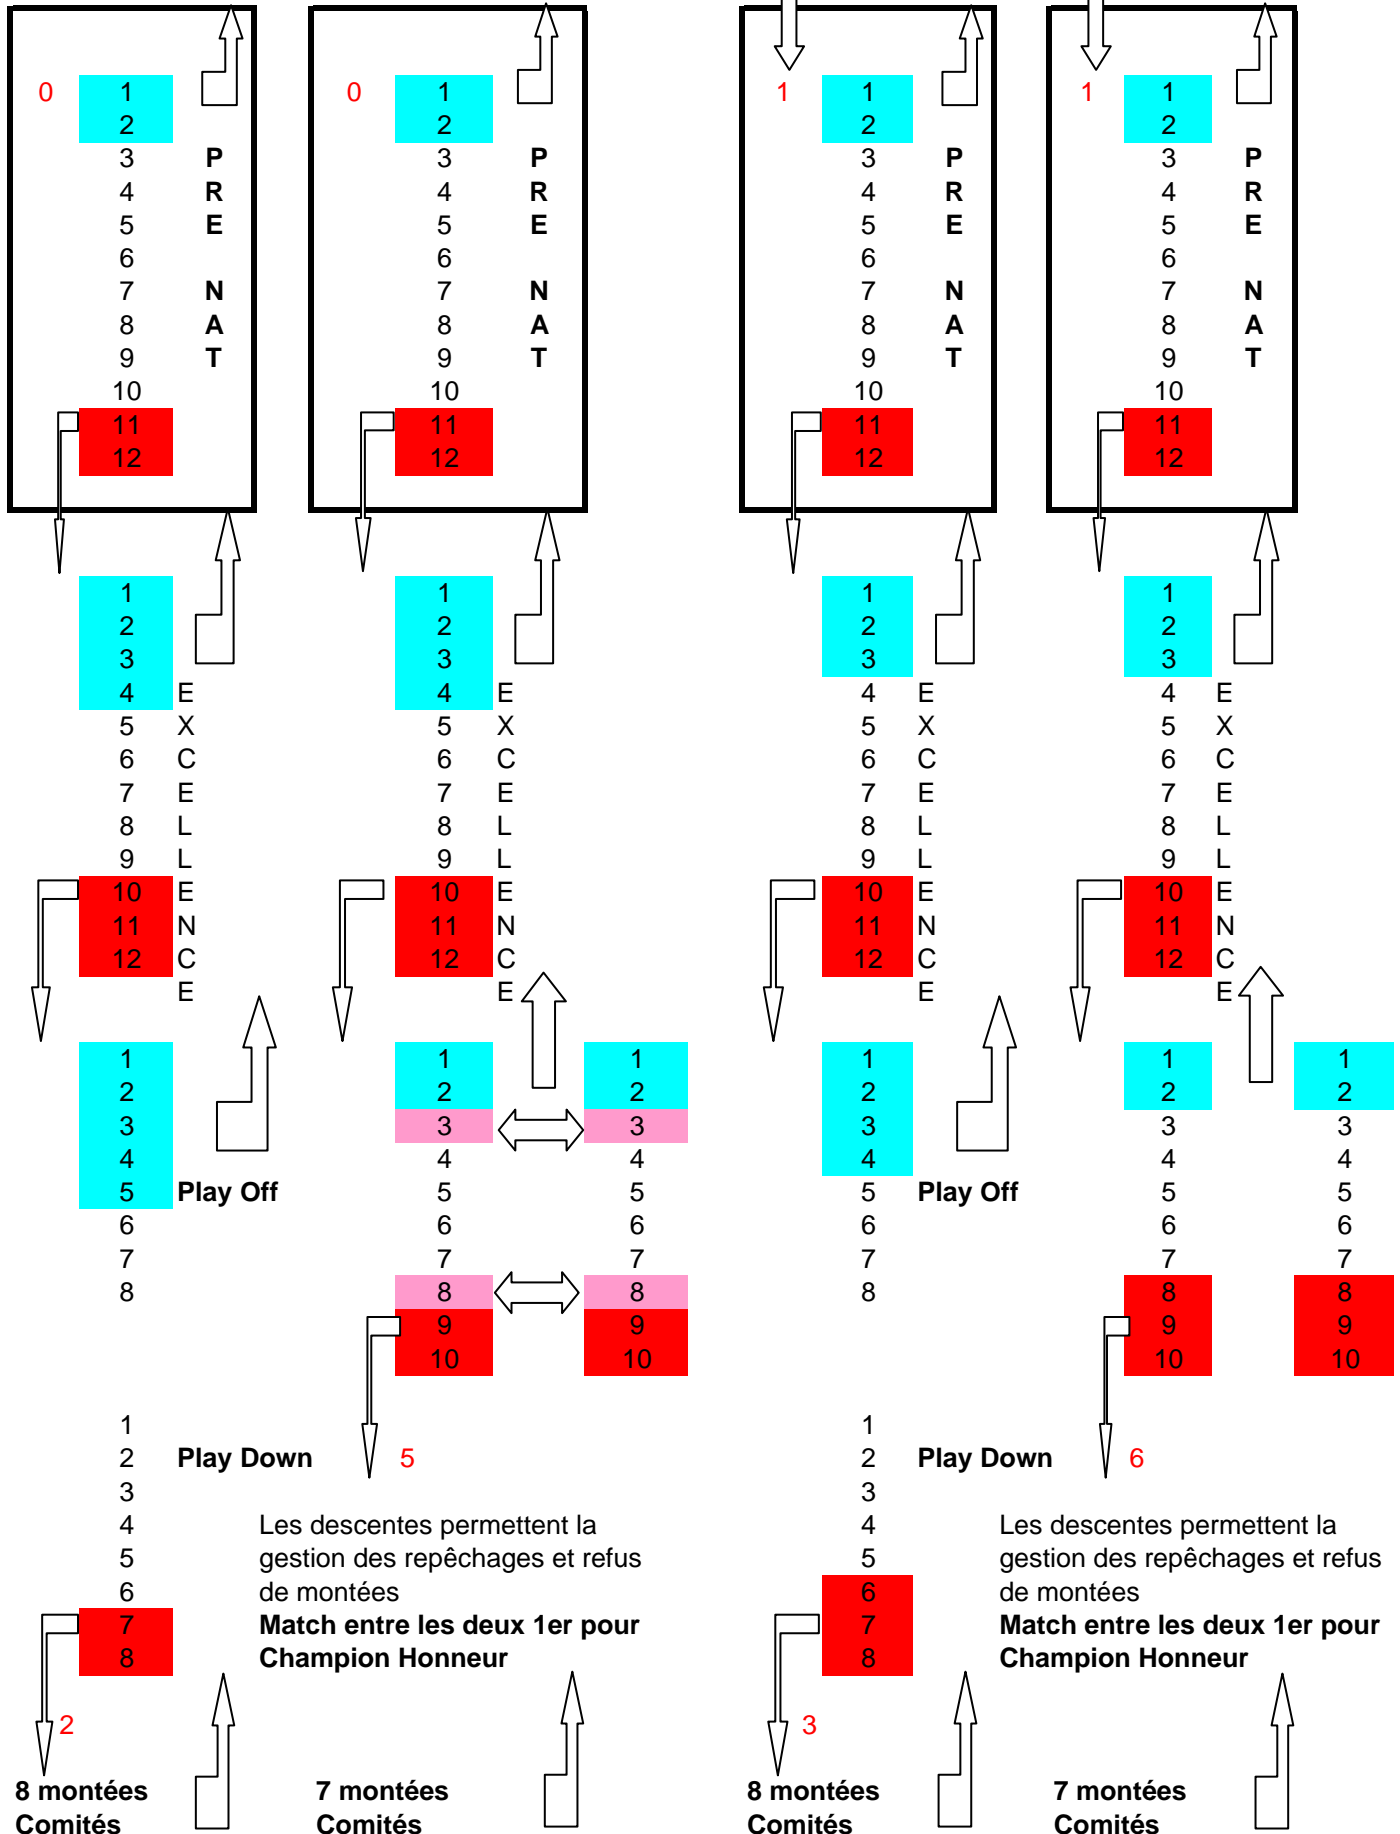 0 1 0 1 1 1 1 1
2 2 2 2
3 P 3 P 3 P 3 P
4 R 4 R 4 R 4 R
5 E 5 E 5 E 5 E
6 6 6 6
7 N 7 N 7 N 7 N
8 A 8 A 8 A 8 A
9 T 9 T 9 T 9 T
10 10 10 10
11 11 11 11
12 12 12 12
1 1 1 1
2 2 2 2
3 3 3 3
4 E 4 E 4 E 4 E
5 X 5 X 5 X 5 X
6 C 6 C 6 C 6 C
7 E 7 E 7 E 7 E
8 L 8 L 8 L 8 L
9 L 9 L 9 L 9 L
10 E 10 E 10 E 10 E
11 N 11 N 11 N 11 N
12 C 12 C 12 C 12 C
E E E E
1 1 1 1 1 1
2 2 2 2 2 2
3 3 3 3 3 3
4 4 4 4 4 4
5 Play Off 5 5 5 Play Off 5 5
6 6 6 6 6 6
7 7 7 7 7 7
8 8 8 8 8 8
9 9 9 9
10 10 10 10
1 1
2 Play Down 5 2 Play Down 6
3 3
4 Les descentes permettent la 4 Les descentes permettent la
5 gestion des repêchages et refus 5 gestion des repêchages et refus
6 de montées 6 de montées
7 Match entre les deux 1er pour 7 Match entre les deux 1er pour
8 Champion Honneur 8 Champion Honneur
2 3
8 montées 7 montées 8 montées 7 montées
Comités Comités Comités Comités